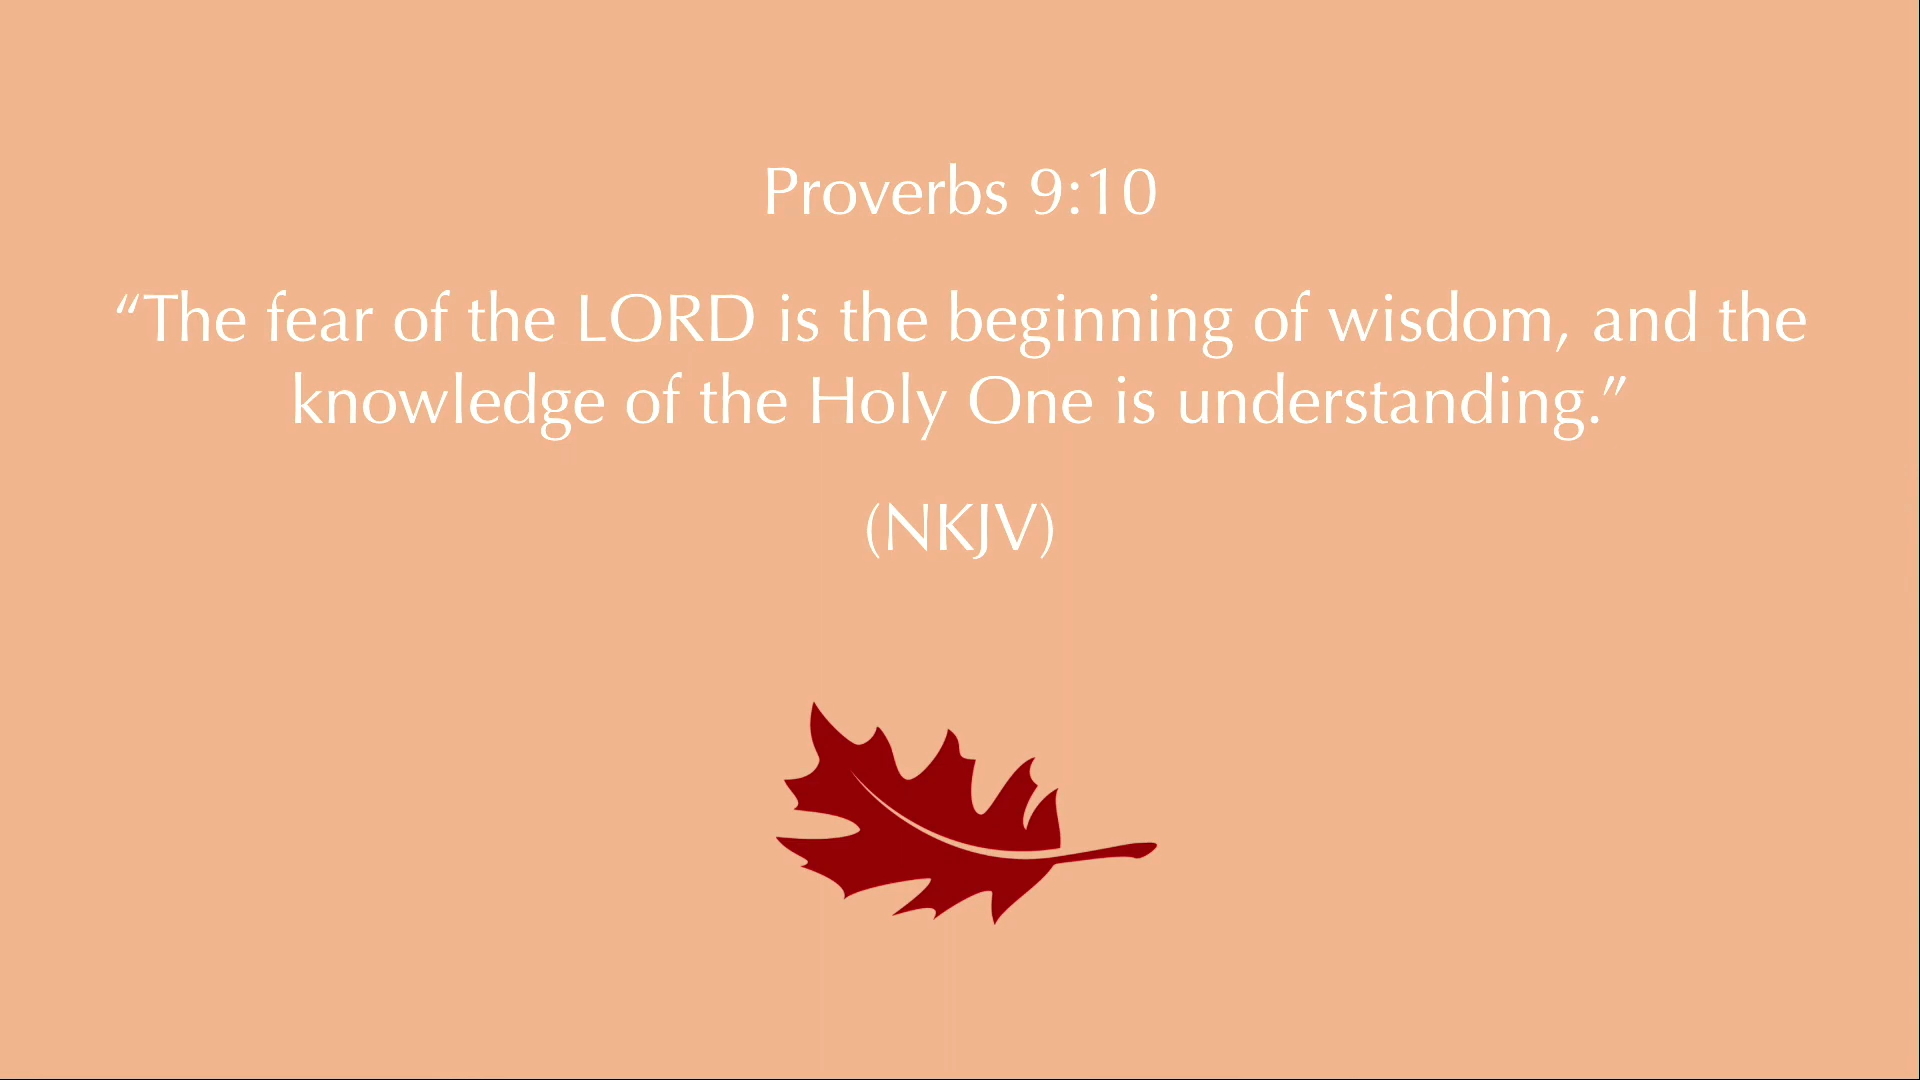 Proverbs 9:10
“The fear of the LORD is the beginning of wisdom, and the
knowledge of the Holy One is understanding.”
(NKJV)